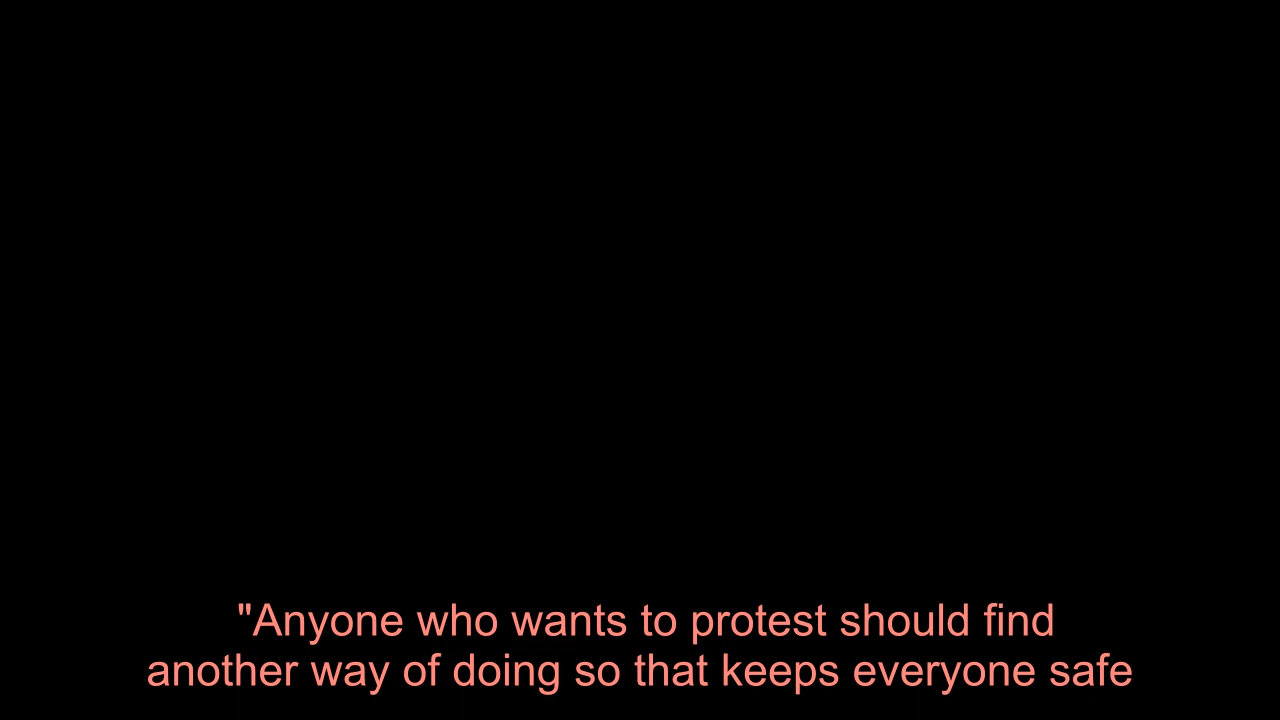 "Anyone who wants to protest should find
another way of doing so that keeps everyone safe